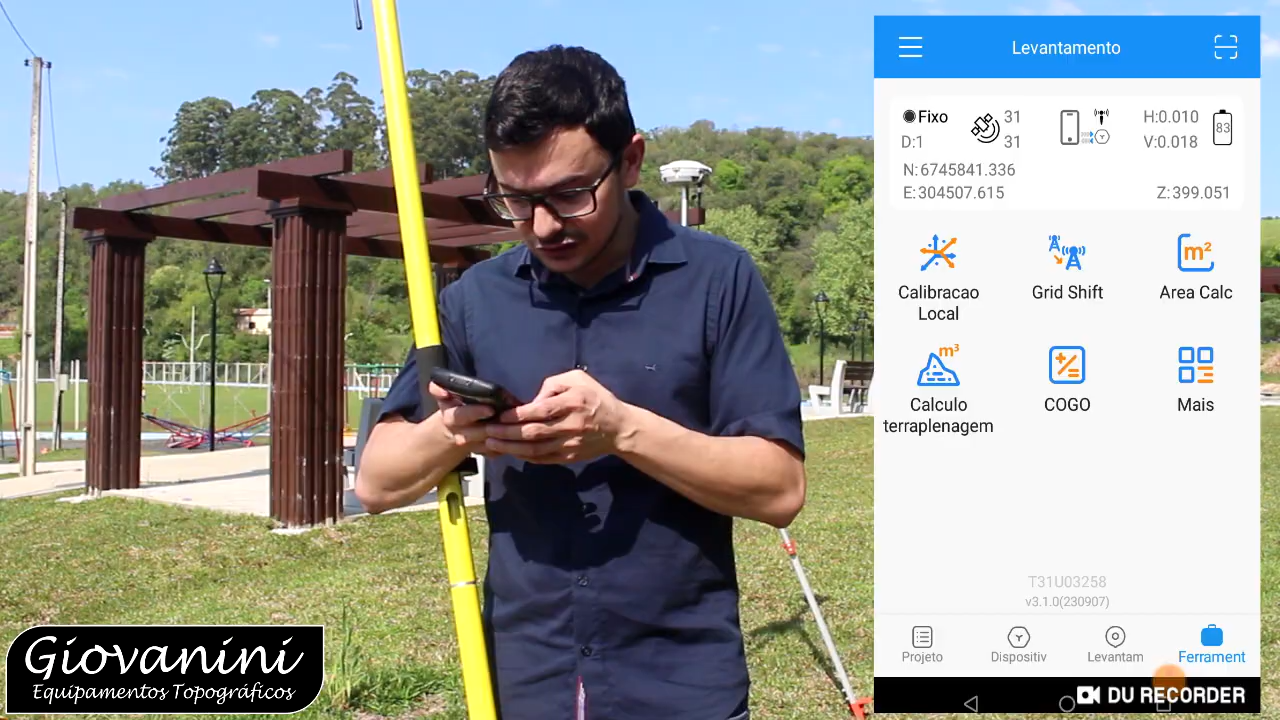 Levantamento
Fixo 31 H:0.010 83
D:1 31 V:0.018
N:6745841.336
E:304507.615 Z:399.051
m² m³
Calibracao Local
Grid Shift
Area Calc
Calculo terraplenagem
COGO
Mais
T31U03258
v3.1.0(230907)
Projeto Dispositiv Levantam Ferrament
DU RECORDER
Giovanini
Equipamentos Topográficos